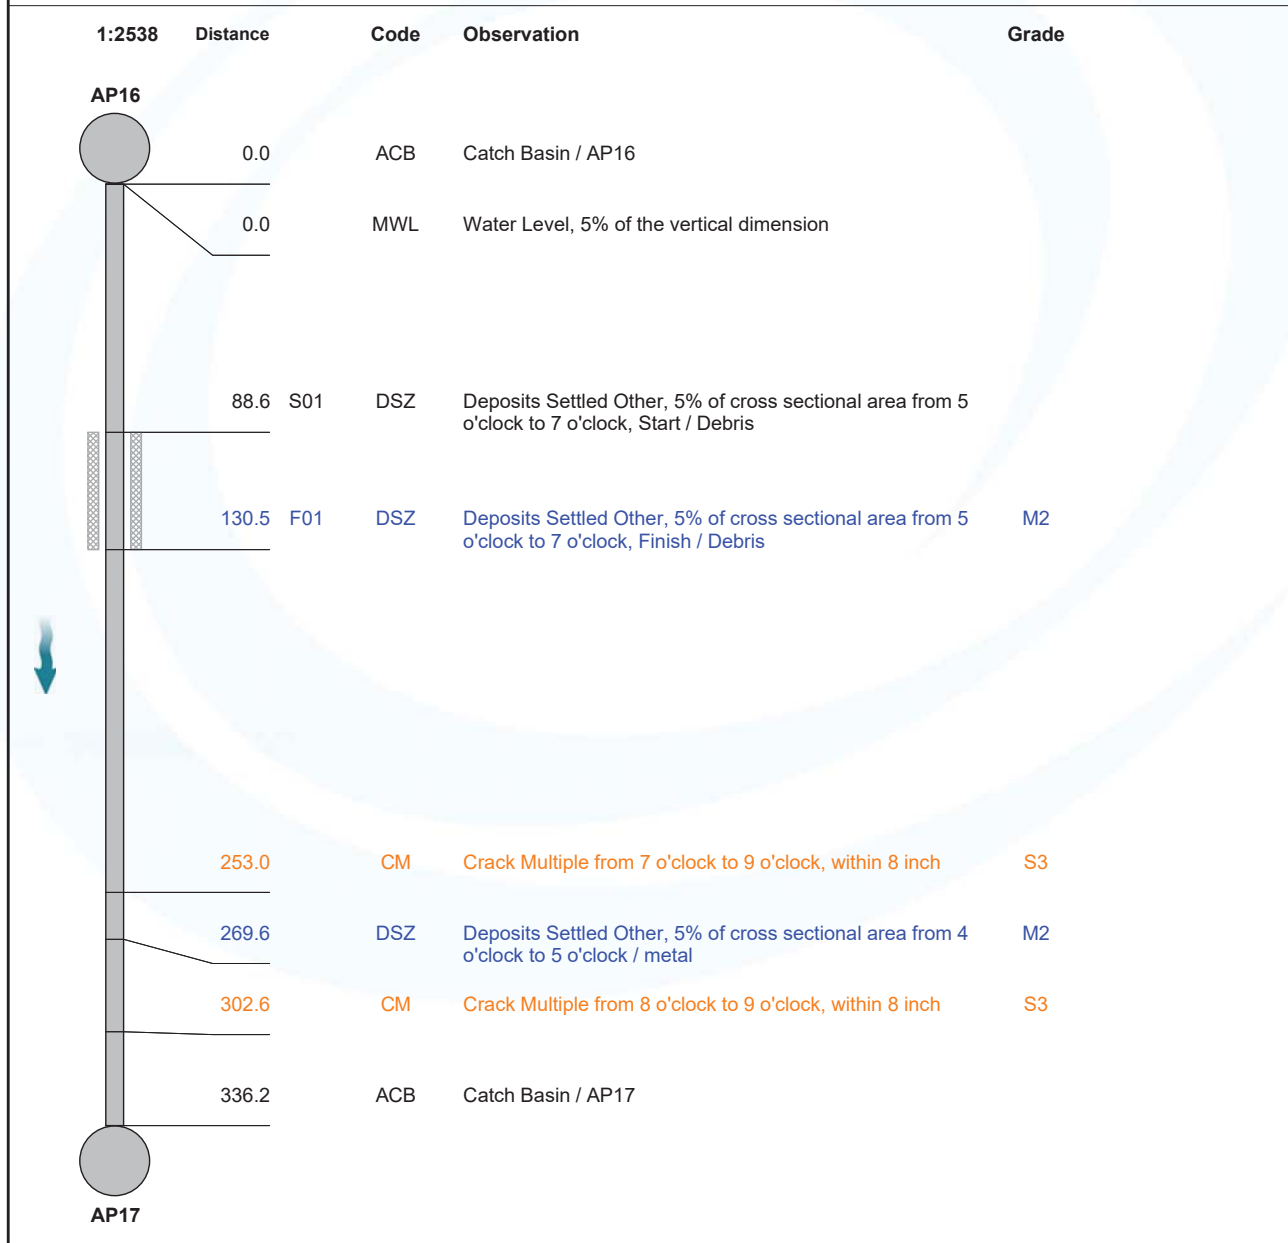 1:2538 Distance Code Observation Grade
AP16
0.0 ACB Catch Basin / AP16
0.0 MWL Water Level, 5% of the vertical dimension
88.6 S01 DSZ Deposits Settled Other, 5% of cross sectional area from 5
o'clock to 7 o'clock, Start / Debris
130.5 F01 DSZ Deposits Settled Other, 5% of cross sectional area from 5 M2
o'clock to 7 o'clock, Finish / Debris
253.0 CM Crack Multiple from 7 o'clock to 9 o'clock, within 8 inch S3
269.6 DSZ Deposits Settled Other, 5% of cross sectional area from 4 M2
o'clock to 5 o'clock / metal
302.6 CM Crack Multiple from 8 o'clock to 9 o'clock, within 8 inch S3
336.2 ACB Catch Basin / AP17
AP17